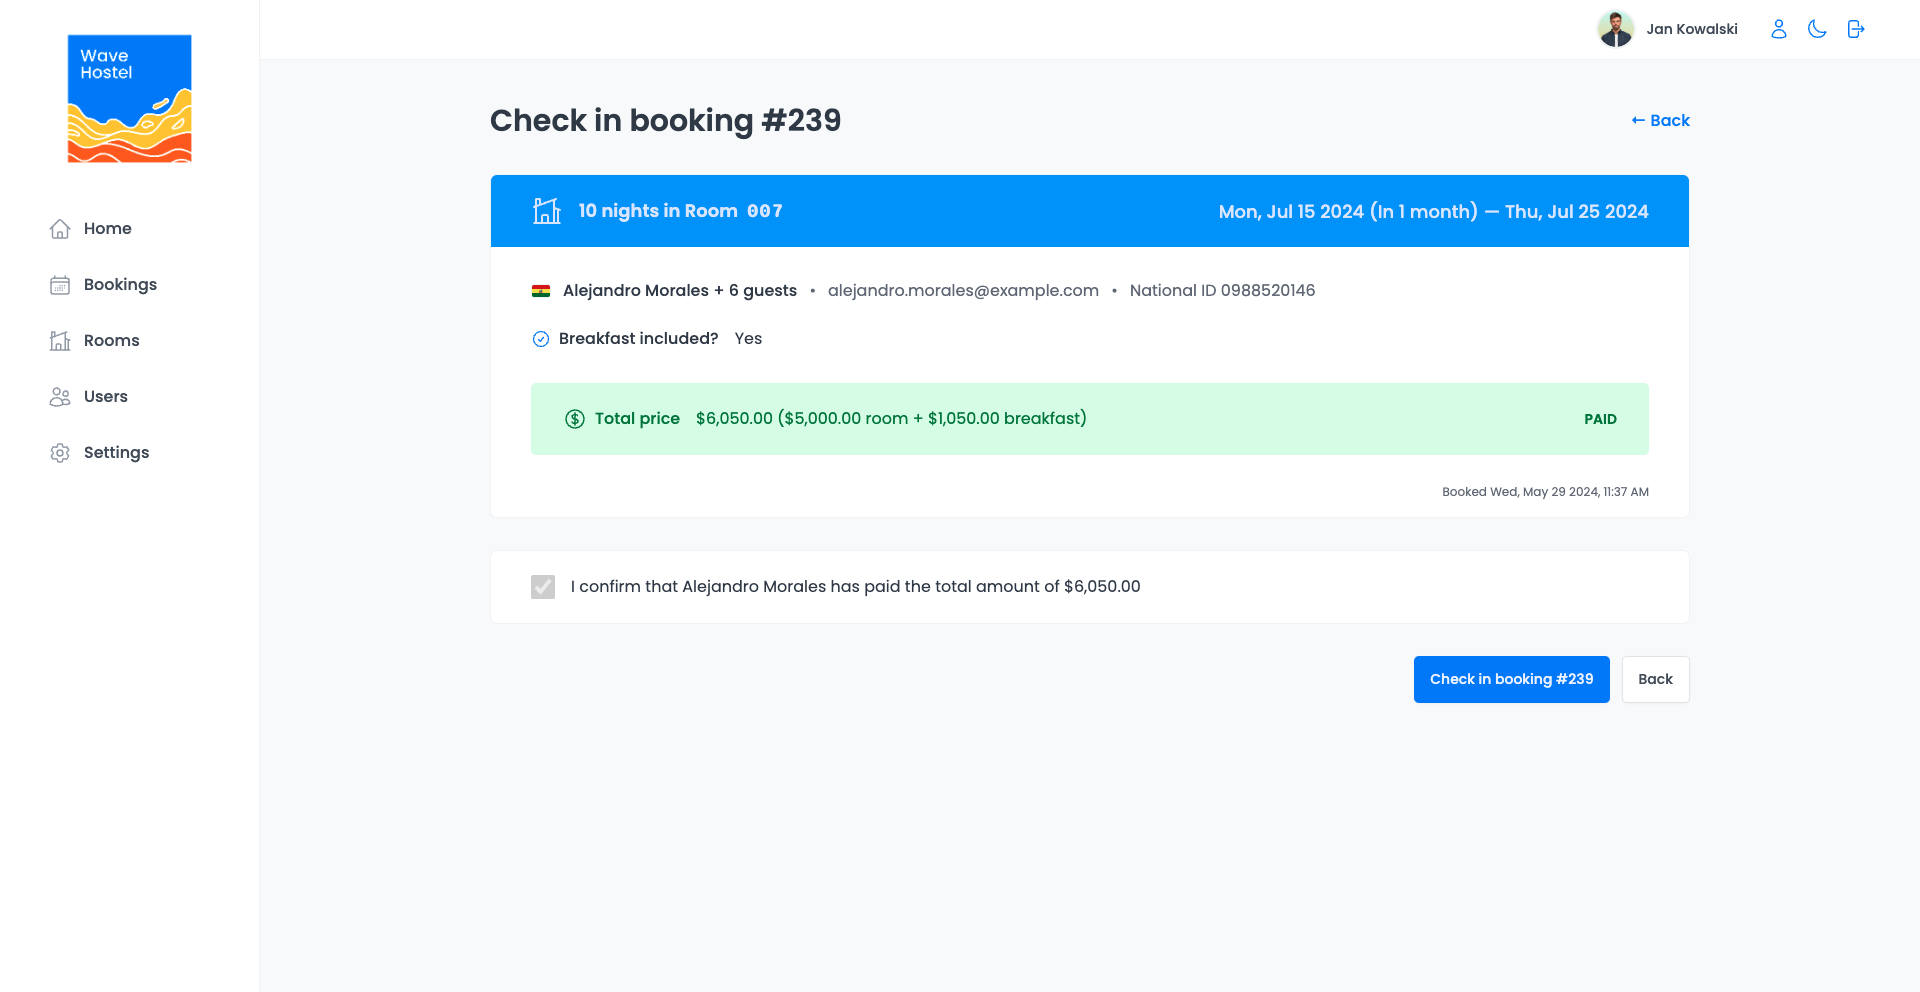 Wave
Hostel
Jan Kowalski
Home
Bookings
Rooms
Users
Settings
Check in booking #239
← Back
10 nights in Room 007
Mon, Jul 15 2024 (In 1 month) — Thu, Jul 25 2024
Alejandro Morales + 6 guests • alejandro.morales@example.com • National ID 0988520146
Breakfast included? Yes
Total price $6,050.00 ($5,000.00 room + $1,050.00 breakfast)
PAID
Booked Wed, May 29 2024, 11:37 AM
I confirm that Alejandro Morales has paid the total amount of $6,050.00
Check in booking #239
Back